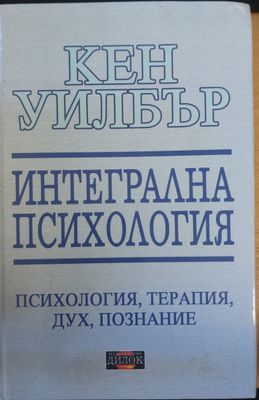 КЕН
УИЛБЪР
ИНТЕГРАЛНА
ПСИХОЛОГИЯ
ПСИХОЛОГИЯ, ТЕРАПИЯ,
ДУХ, ПОЗНАНИЕ
ДИЛОК